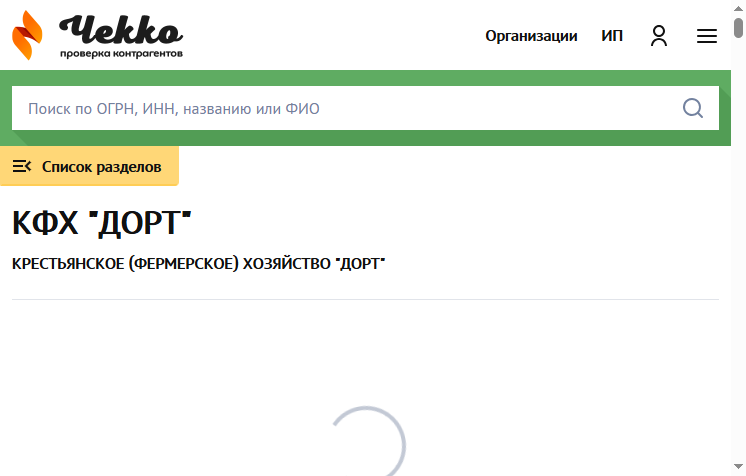 Чекко
проверка контрагентов
Организации
ИП
Поиск по ОГРН, ИНН, названию или ФИО
Список разделов
КФХ "ДОРТ"
КРЕСТЬЯНСКОЕ (ФЕРМЕРСКОЕ) ХОЗЯЙСТВО "ДОРТ"